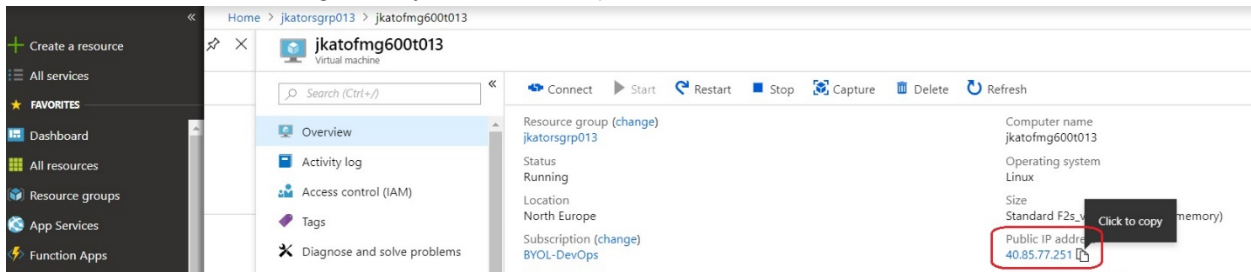 Home > jkatorsgrp013 > jkatofmg600t013
Create a resource
All services
FAVORITES
Dashboard
All resources
Resource groups
App Services
Function Apps
jkatofmg600t013
Virtual machine
Search (Ctrl+/)
Overview
Activity log
Access control (IAM)
Tags
Diagnose and solve problems
Connect Start Restart Stop Capture Delete Refresh
Resource group (change)
jkatorsgrp013
Status
Running
Location
North Europe
Subscription (change)
BYOL-DevOps
Computer name
jkatofmg600t013
Operating system
Linux
Size
Standard F2s_v memory)
Click to copy
Public IP addre
40.85.77.251